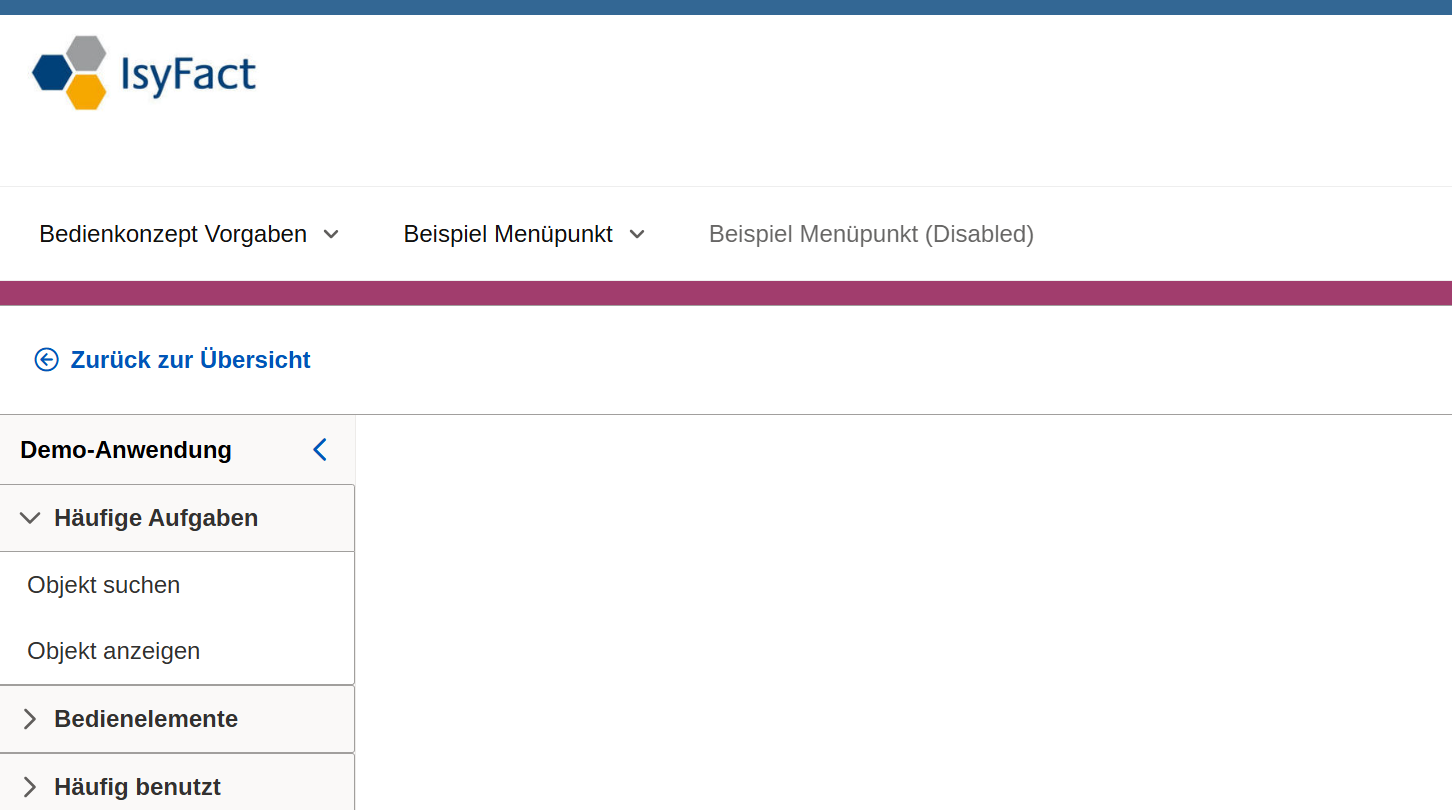 IsyFact
Bedienkonzept Vorgaben Beispiel Menüpunkt Beispiel Menüpunkt (Disabled)
Zurück zur Übersicht
Demo-Anwendung
Häufige Aufgaben
Objekt suchen
Objekt anzeigen
Bedienelemente
Häufig benutzt